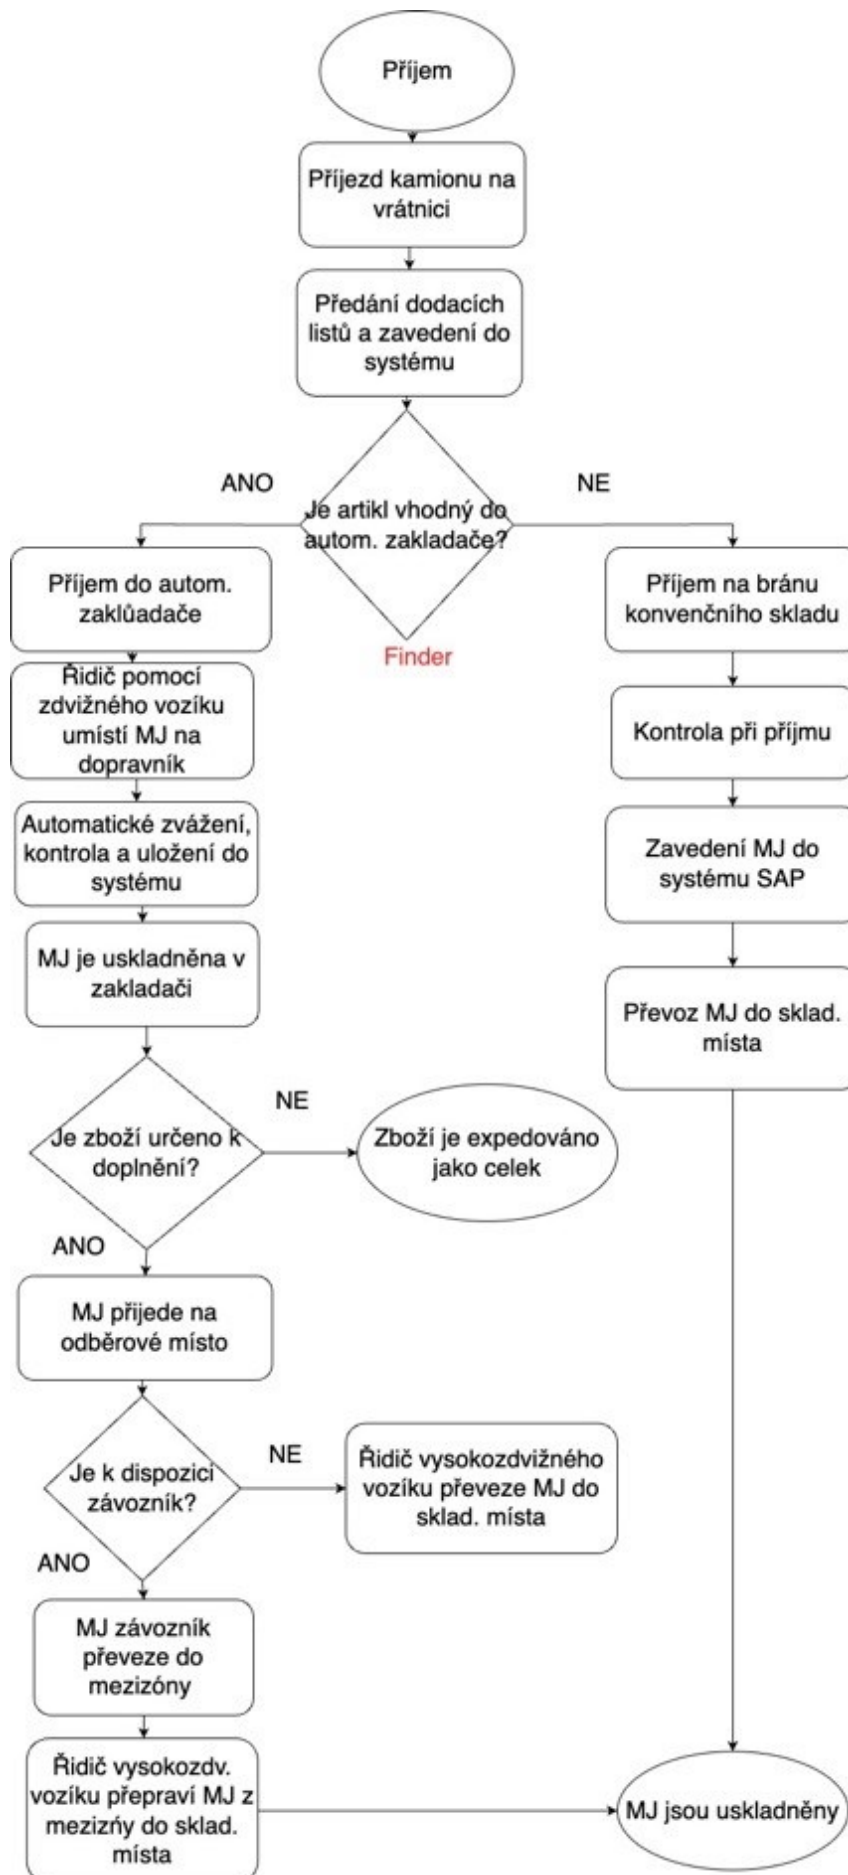 Příjem
Příjezd kamionu na
vrátnici
Předání dodacích
listů a zavedení do
systému
ANO
NE
Je artikl vhodný do
autom. zakladače?
Finder
Příjem do autom.
zaklůadače
Příjem na bránu
konvenčního skladu
Řidič pomocí
zdvižného vozíku
umístí MJ na
dopravník
Kontrola při příjmu
Automatické zvážení,
kontrola a uložení do
systému
Zavedení MJ do
systému SAP
MJ je uskladněna v
zakladači
Převoz MJ do sklad.
místa
Je zboží určeno k
doplnění?
NE
Zboží je expedováno
jako celek
ANO
MJ přijede na
odběrové místo
Je k dispozici
závozník?
NE
Řidič vysokozdvižného
vozíku převeze MJ do
sklad. místa
ANO
MJ závozník
převeze do
mezizóny
Řidič vysokozdv.
vozíku přepraví MJ z
mezizńy do sklad.
místa
MJ jsou uskladněny